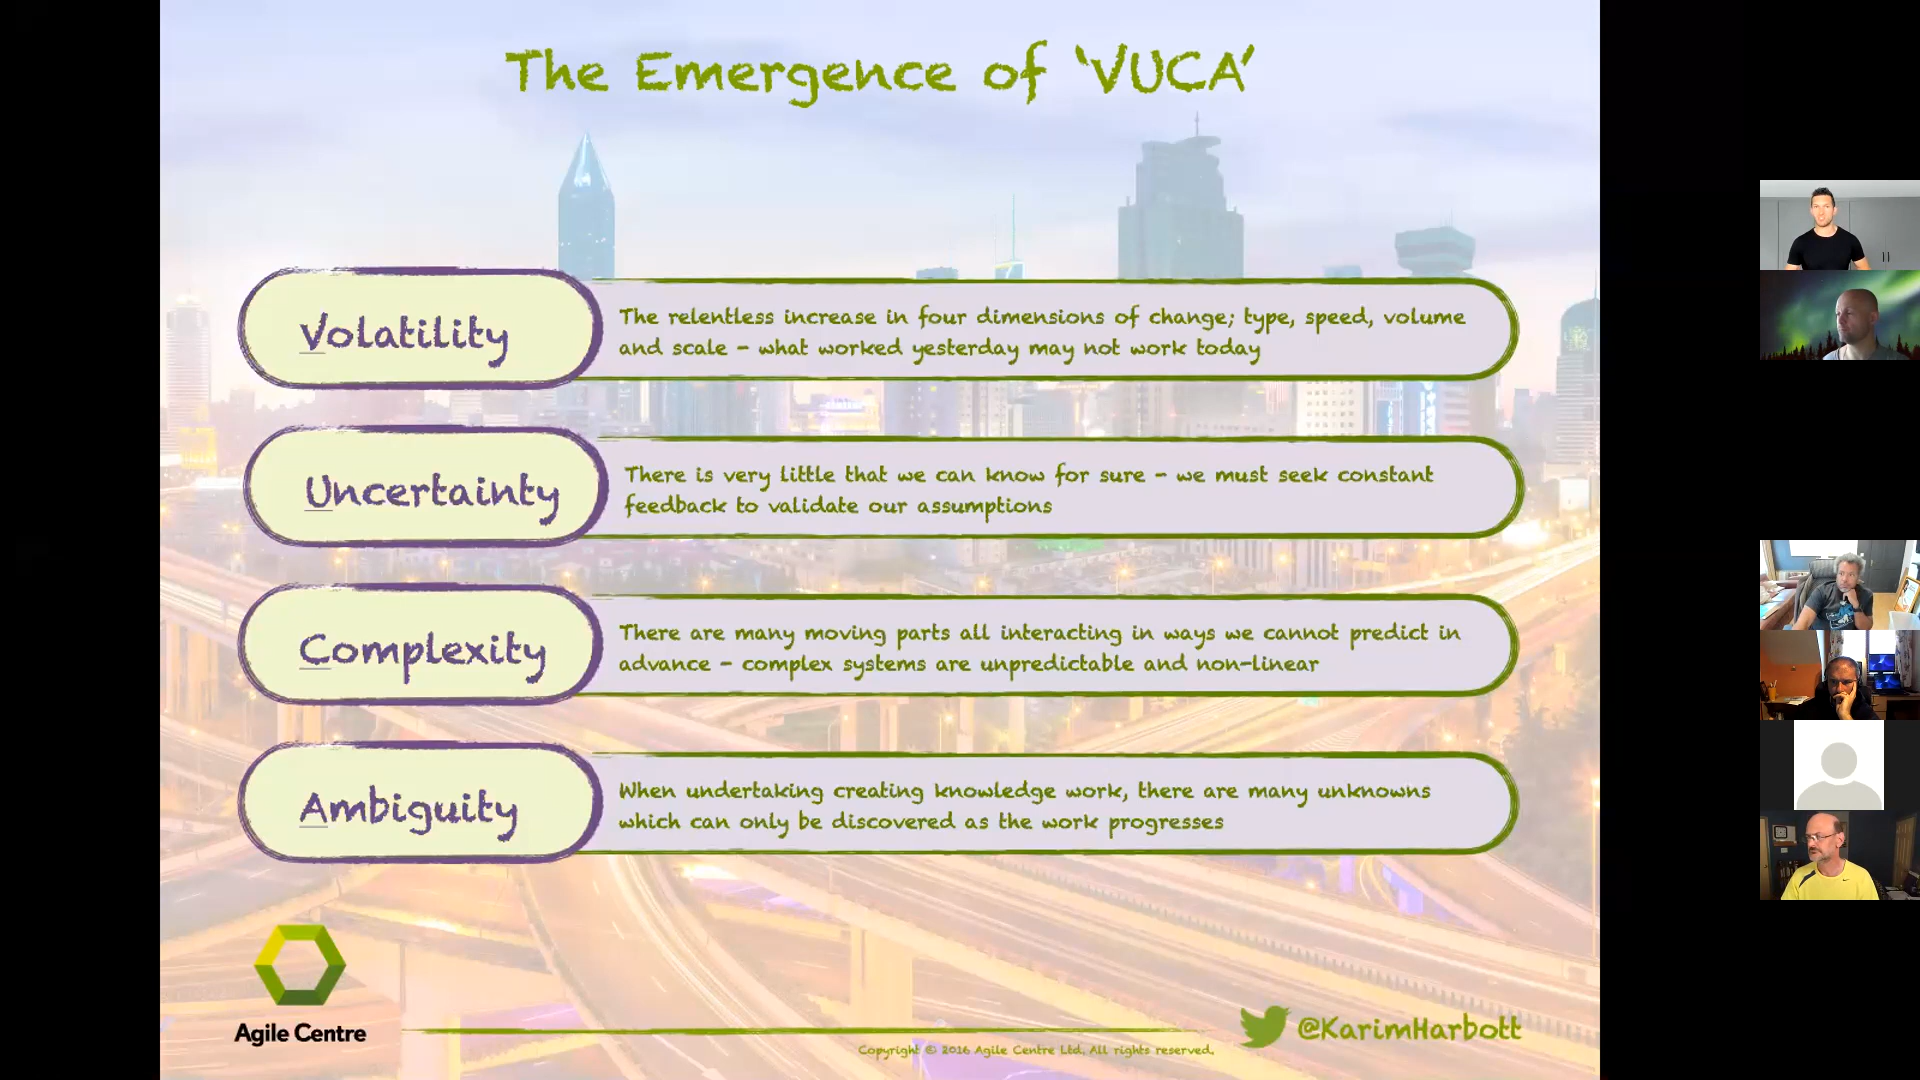 The Emergence of ‘VUCA’
Volatility
The relentless increase in four dimensions of change; type, speed, volume
and scale - what worked yesterday may not work today
Uncertainty
There is very little that we can know for sure - we must seek constant
feedback to validate our assumptions
Complexity
There are many moving parts all interacting in ways we cannot predict in
advance - complex systems are unpredictable and non-linear
Ambiguity
When undertaking creating knowledge work, there are many unknowns
which can only be discovered as the work progresses
Agile Centre
@KarimHarbott
Copyright © 2016 Agile Centre Ltd. All rights reserved.